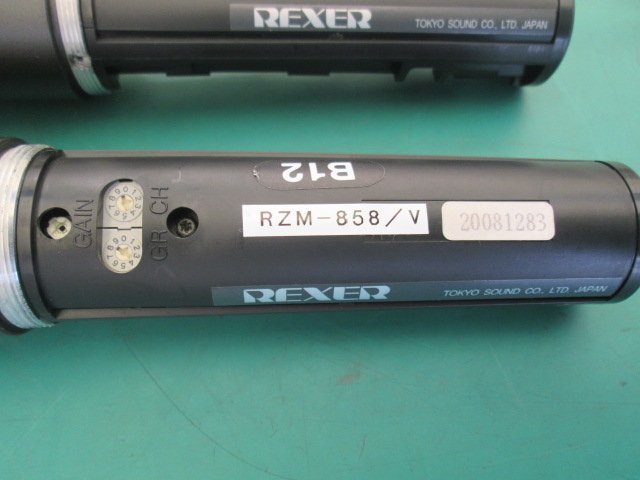 REXER
TOKYO SOUND CO., LTD. JAPAN
B12
GAIN
GR CH
RZM-858/V
20081283
REXER
TOKYO SOUND CO., LTD. JAPAN